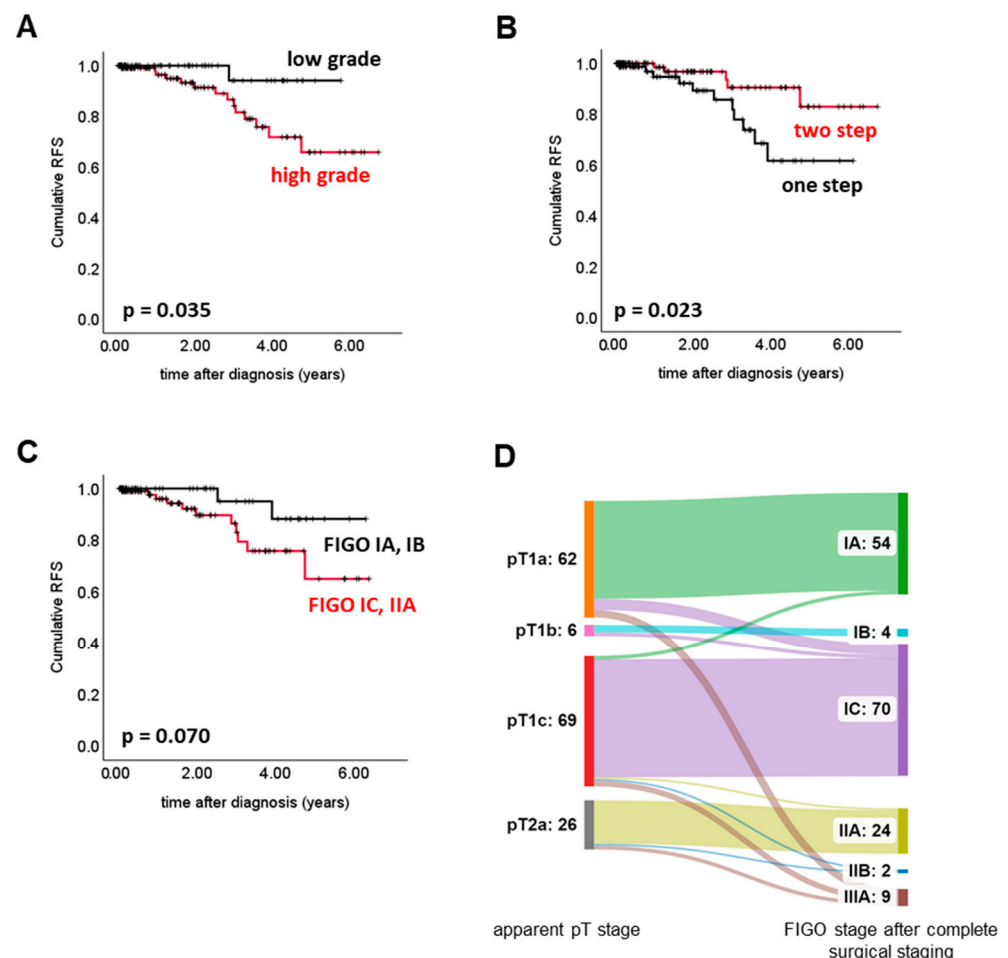 A
1.0
0.8
0.6
0.4
0.2
0.0
Cumulative RFS
low grade
high grade
p = 0.035
0.00 2.00 4.00 6.00
time after diagnosis (years)
B
1.0
0.8
0.6
0.4
0.2
0.0
Cumulative RFS
two step
one step
p = 0.023
0.00 2.00 4.00 6.00
time after diagnosis (years)
C
1.0
0.8
0.6
0.4
0.2
0.0
Cumulative RFS
FIGO IA, IB
FIGO IC, IIA
p = 0.070
0.00 2.00 4.00 6.00
time after diagnosis (years)
D
pT1a: 62
pT1b: 6
pT1c: 69
pT2a: 26
IA: 54
IB: 4
IC: 70
IIA: 24
IIB: 2
IIIA: 9
apparent pT stage
FIGO stage after complete
surgical staging